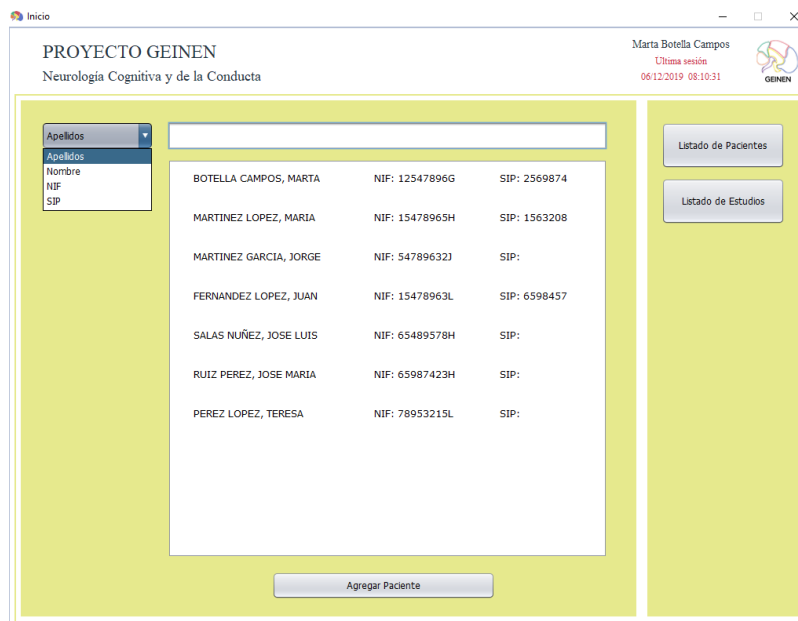 Inicio
PROYECTO GEINEN
Neurología Cognitiva y de la Conducta
Marta Botella Campos
Ultima sesión
06/12/2019 08:10:31
GEINEN
Apellidos
Apellidos
Nombre
NIF
SIP
BOTELLA CAMPOS, MARTA NIF: 12547896G SIP: 2569874
MARTINEZ LOPEZ, MARIA NIF: 15478965H SIP: 1563208
MARTINEZ GARCIA, JORGE NIF: 54789632J SIP:
FERNANDEZ LOPEZ, JUAN NIF: 15478963L SIP: 6598457
SALAS NUÑEZ, JOSE LUIS NIF: 65489578H SIP:
RUIZ PEREZ, JOSE MARIA NIF: 65987423H SIP:
PEREZ LOPEZ, TERESA NIF: 78953215L SIP:
Agregar Paciente
Listado de Pacientes
Listado de Estudios